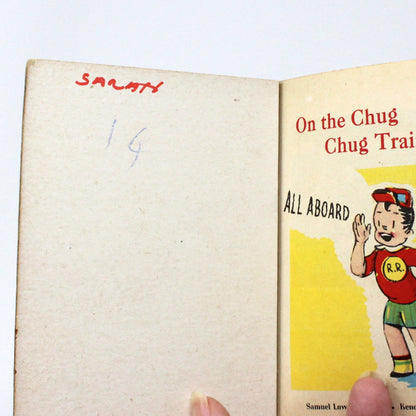 SARAH
14
On the Chug
Chug Trai
ALL ABOARD
R.R.
Samuel Low